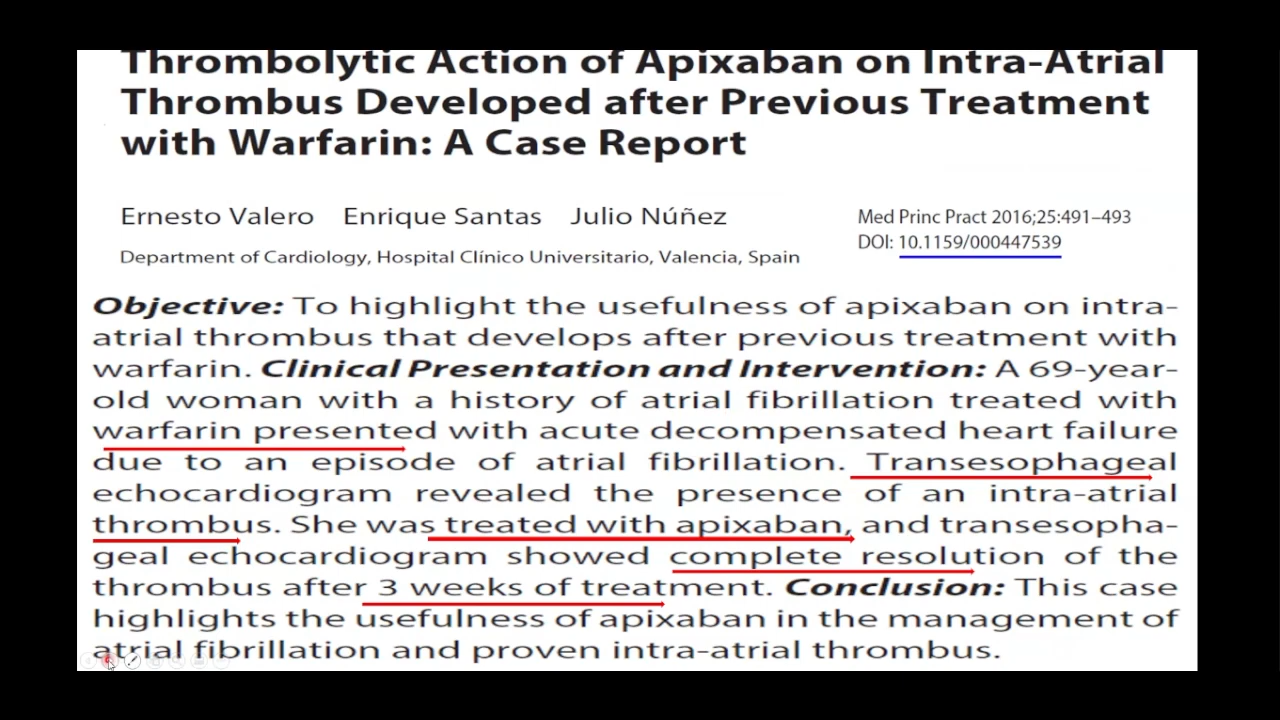 Thrombolytic Action of Apixaban on Intra-Atrial
Thrombus Developed after Previous Treatment
with Warfarin: A Case Report
Ernesto Valero Enrique Santas Julio Núñez
Med Princ Pract 2016;25:491–493
DOI: 10.1159/000447539
Department of Cardiology, Hospital Clínico Universitario, Valencia, Spain
Objective: To highlight the usefulness of apixaban on intra-
atrial thrombus that develops after previous treatment with
warfarin. Clinical Presentation and Intervention: A 69-year-
old woman with a history of atrial fibrillation treated with
warfarin presented with acute decompensated heart failure
due to an episode of atrial fibrillation. Transesophageal
echocardiogram revealed the presence of an intra-atrial
thrombus. She was treated with apixaban, and transesopha-
geal echocardiogram showed complete resolution of the
thrombus after 3 weeks of treatment. Conclusion: This case
highlights the usefulness of apixaban in the management of
atrial fibrillation and proven intra-atrial thrombus.